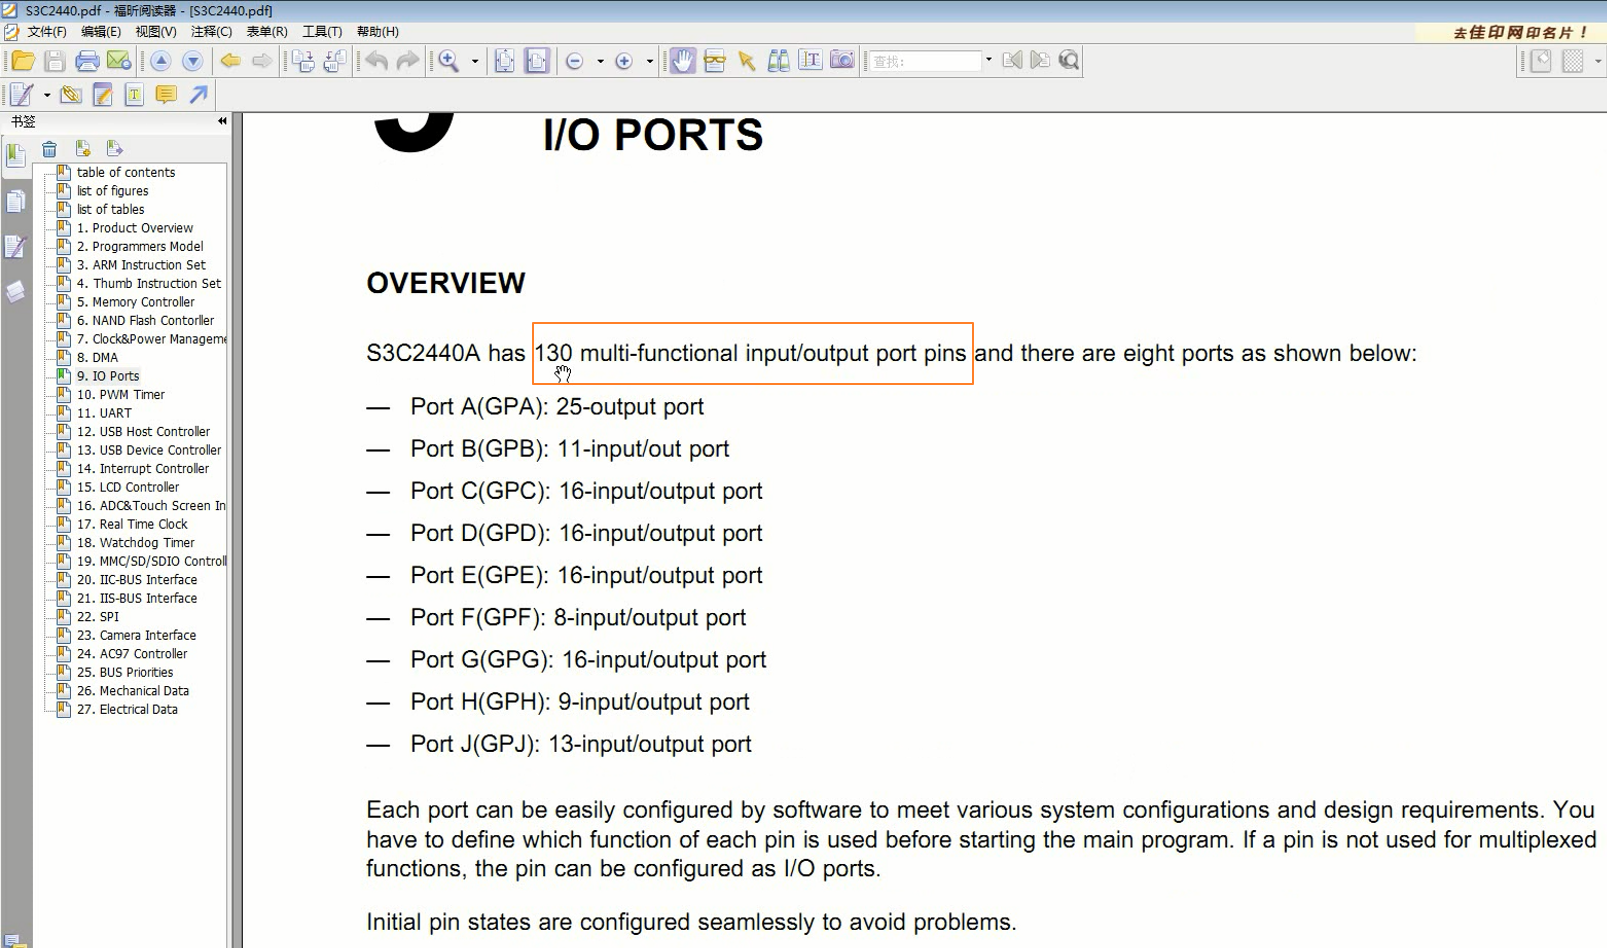 S3C2440.pdf - 福昕阅读器 - [S3C2440.pdf]
文件(F) 编辑(E) 视图(V) 注释(C) 表单(R) 工具(T) 帮助(H)
去佳印网印名片！
查找:
书签
table of contents
list of figures
list of tables
1. Product Overview
2. Programmers Model
3. ARM Instruction Set
4. Thumb Instruction Set
5. Memory Controller
6. NAND Flash Contorller
7. Clock&Power Manageme
8. DMA
9. IO Ports
10. PWM Timer
11. UART
12. USB Host Controller
13. USB Device Controller
14. Interrupt Controller
15. LCD Controller
16. ADC&Touch Screen In
17. Real Time Clock
18. Watchdog Timer
19. MMC/SD/SDIO Controll
20. IIC-BUS Interface
21. IIS-BUS Interface
22. SPI
23. Camera Interface
24. AC97 Controller
25. BUS Priorities
26. Mechanical Data
27. Electrical Data
9 I/O PORTS
OVERVIEW
S3C2440A has 130 multi-functional input/output port pins and there are eight ports as shown below:
— Port A(GPA): 25-output port
— Port B(GPB): 11-input/out port
— Port C(GPC): 16-input/output port
— Port D(GPD): 16-input/output port
— Port E(GPE): 16-input/output port
— Port F(GPF): 8-input/output port
— Port G(GPG): 16-input/output port
— Port H(GPH): 9-input/output port
— Port J(GPJ): 13-input/output port
Each port can be easily configured by software to meet various system configurations and design requirements. You
have to define which function of each pin is used before starting the main program. If a pin is not used for multiplexed
functions, the pin can be configured as I/O ports.
Initial pin states are configured seamlessly to avoid problems.